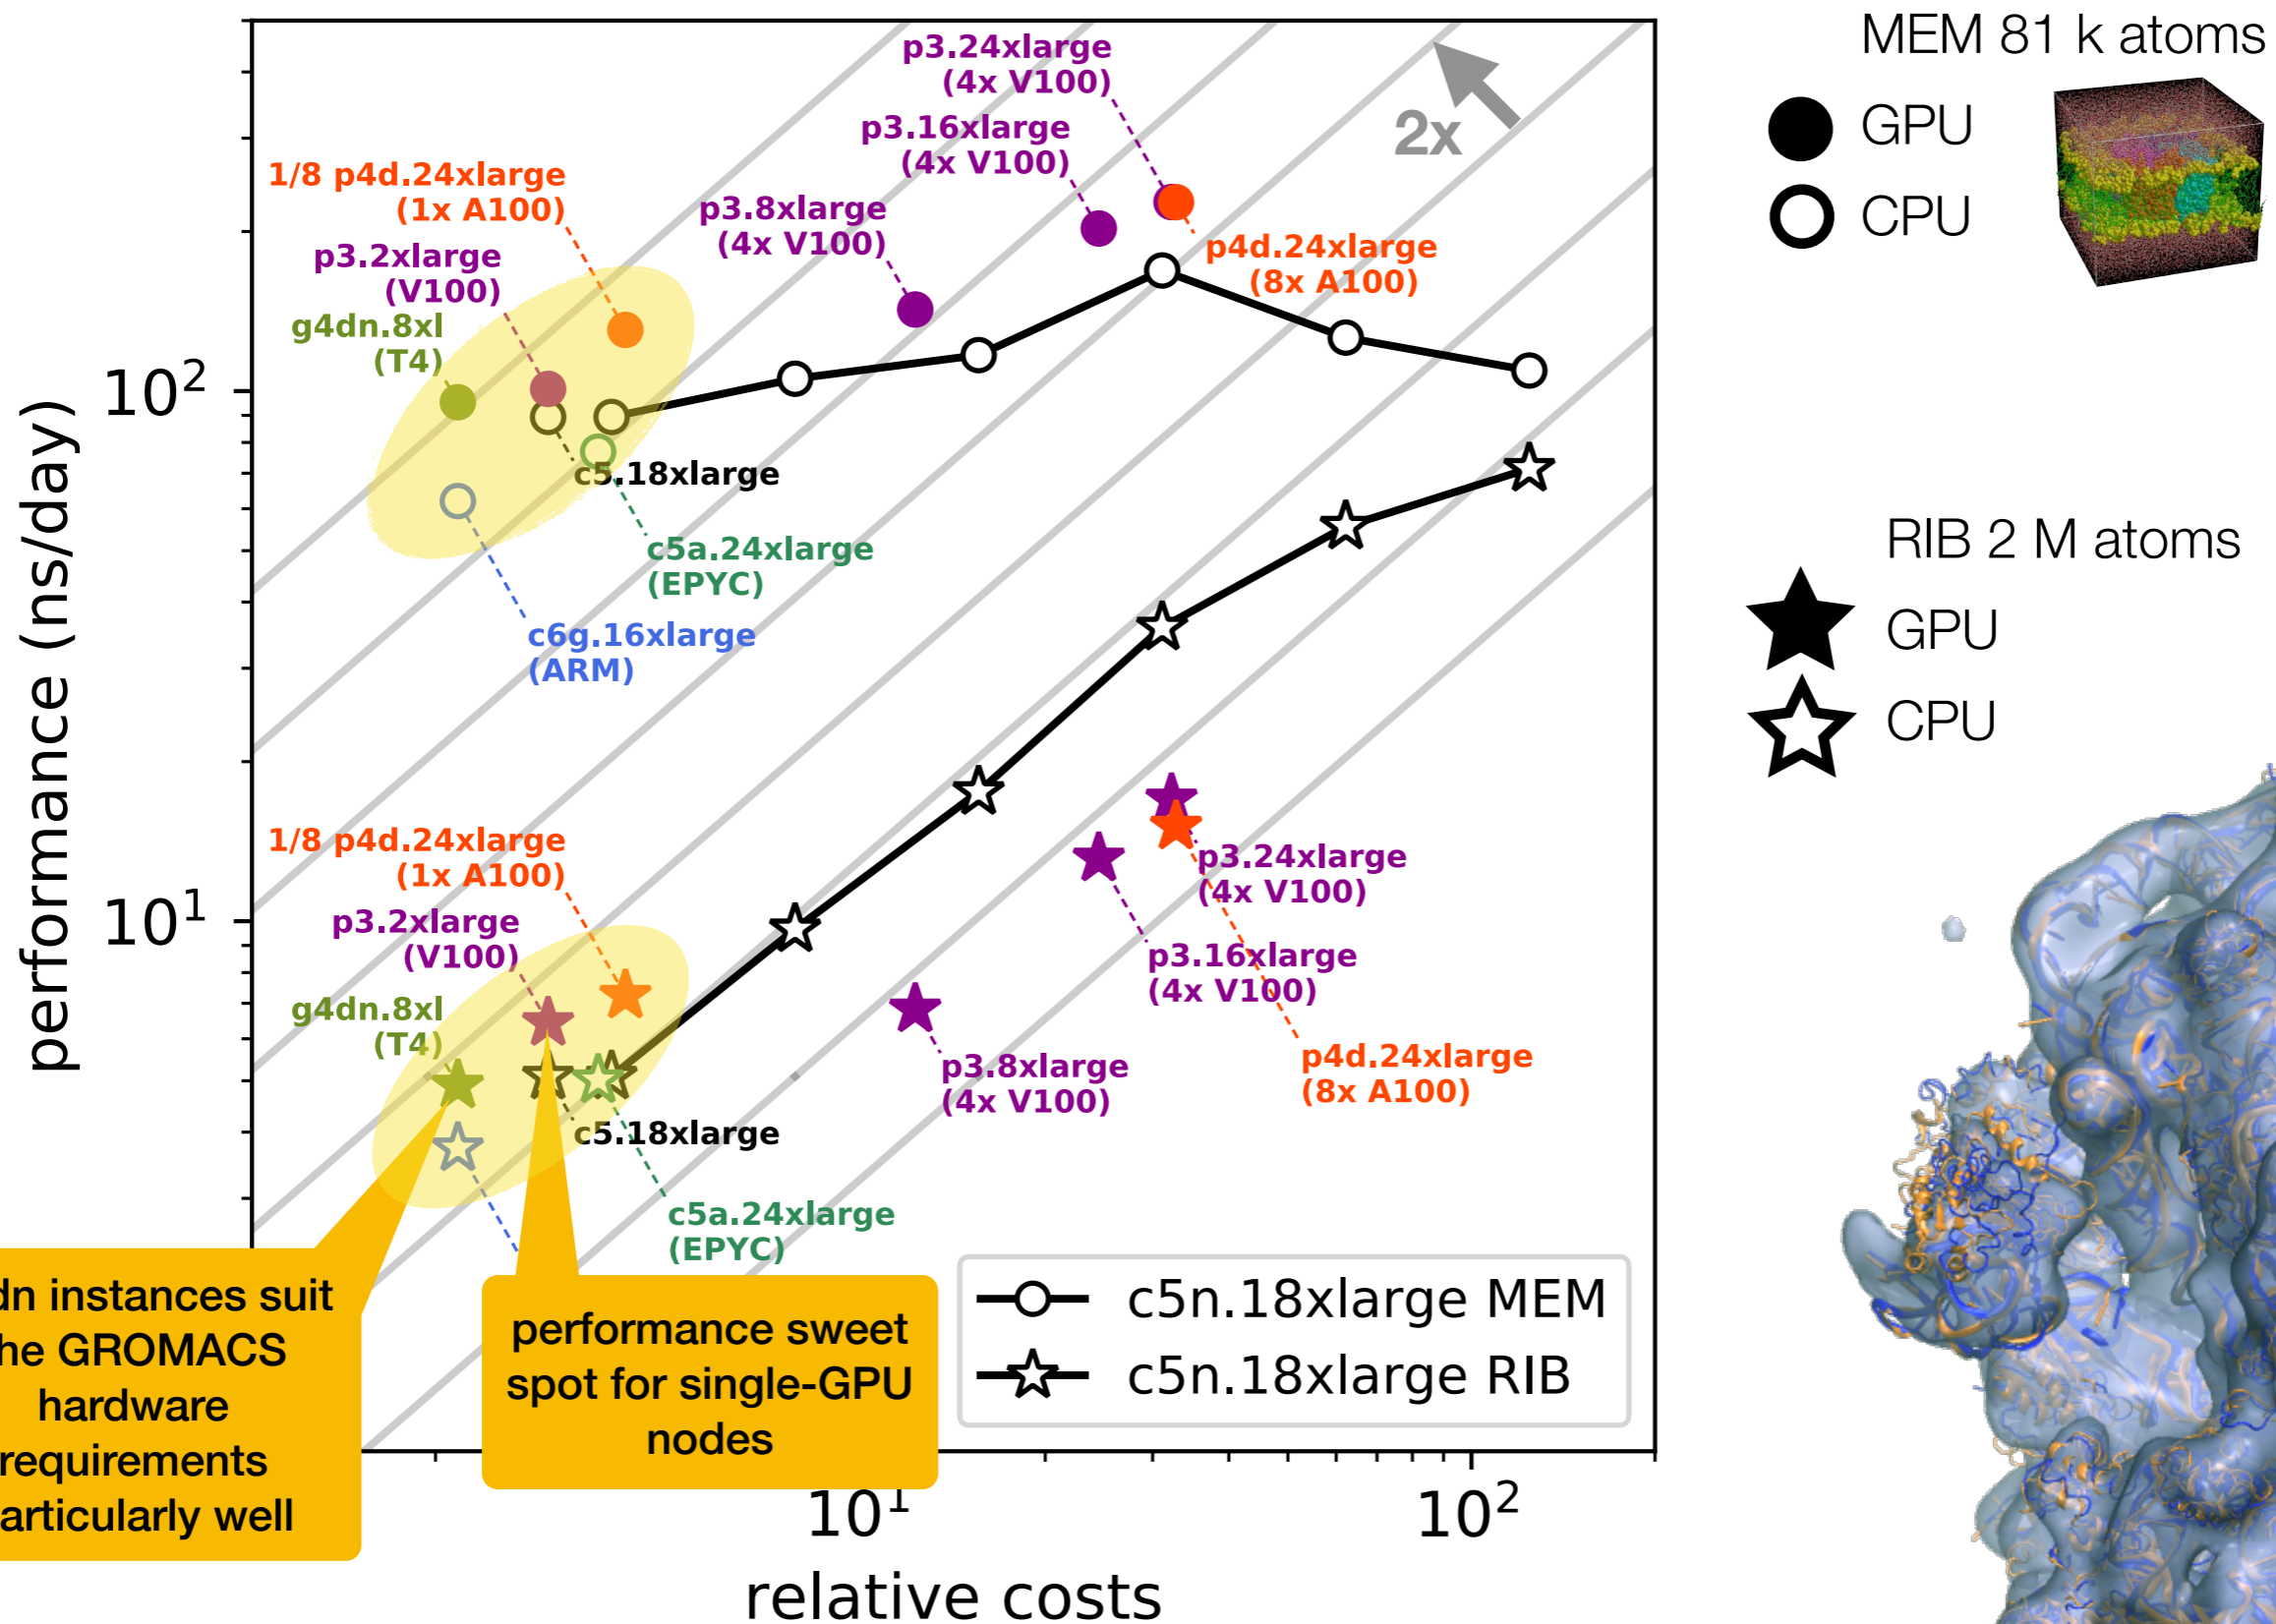 p3.24xlarge
(4x V100)
2x
p3.16xlarge
(4x V100)
1/8 p4d.24xlarge
(1x A100)
p3.8xlarge
(4x V100)
p3.2xlarge
(V100)
p4d.24xlarge
(8x A100)
g4dn.8xl
(T4)
10²
c5.18xlarge
c5a.24xlarge
(EPYC)
c6g.16xlarge
(ARM)
performance (ns/day)
1/8 p4d.24xlarge
(1x A100)
p3.24xlarge
(4x V100)
10¹
p3.2xlarge
(V100)
p3.16xlarge
(4x V100)
g4dn.8xl
(T4)
p3.8xlarge
(4x V100)
p4d.24xlarge
(8x A100)
c5.18xlarge
c5a.24xlarge
(EPYC)
instances suit
GROMACS
hardware
requirements
well
performance sweet
spot for single-GPU
nodes
c5n.18xlarge MEM
c5n.18xlarge RIB
10¹
10²
relative costs
MEM 81 k atoms
GPU
CPU
RIB 2 M atoms
GPU
CPU